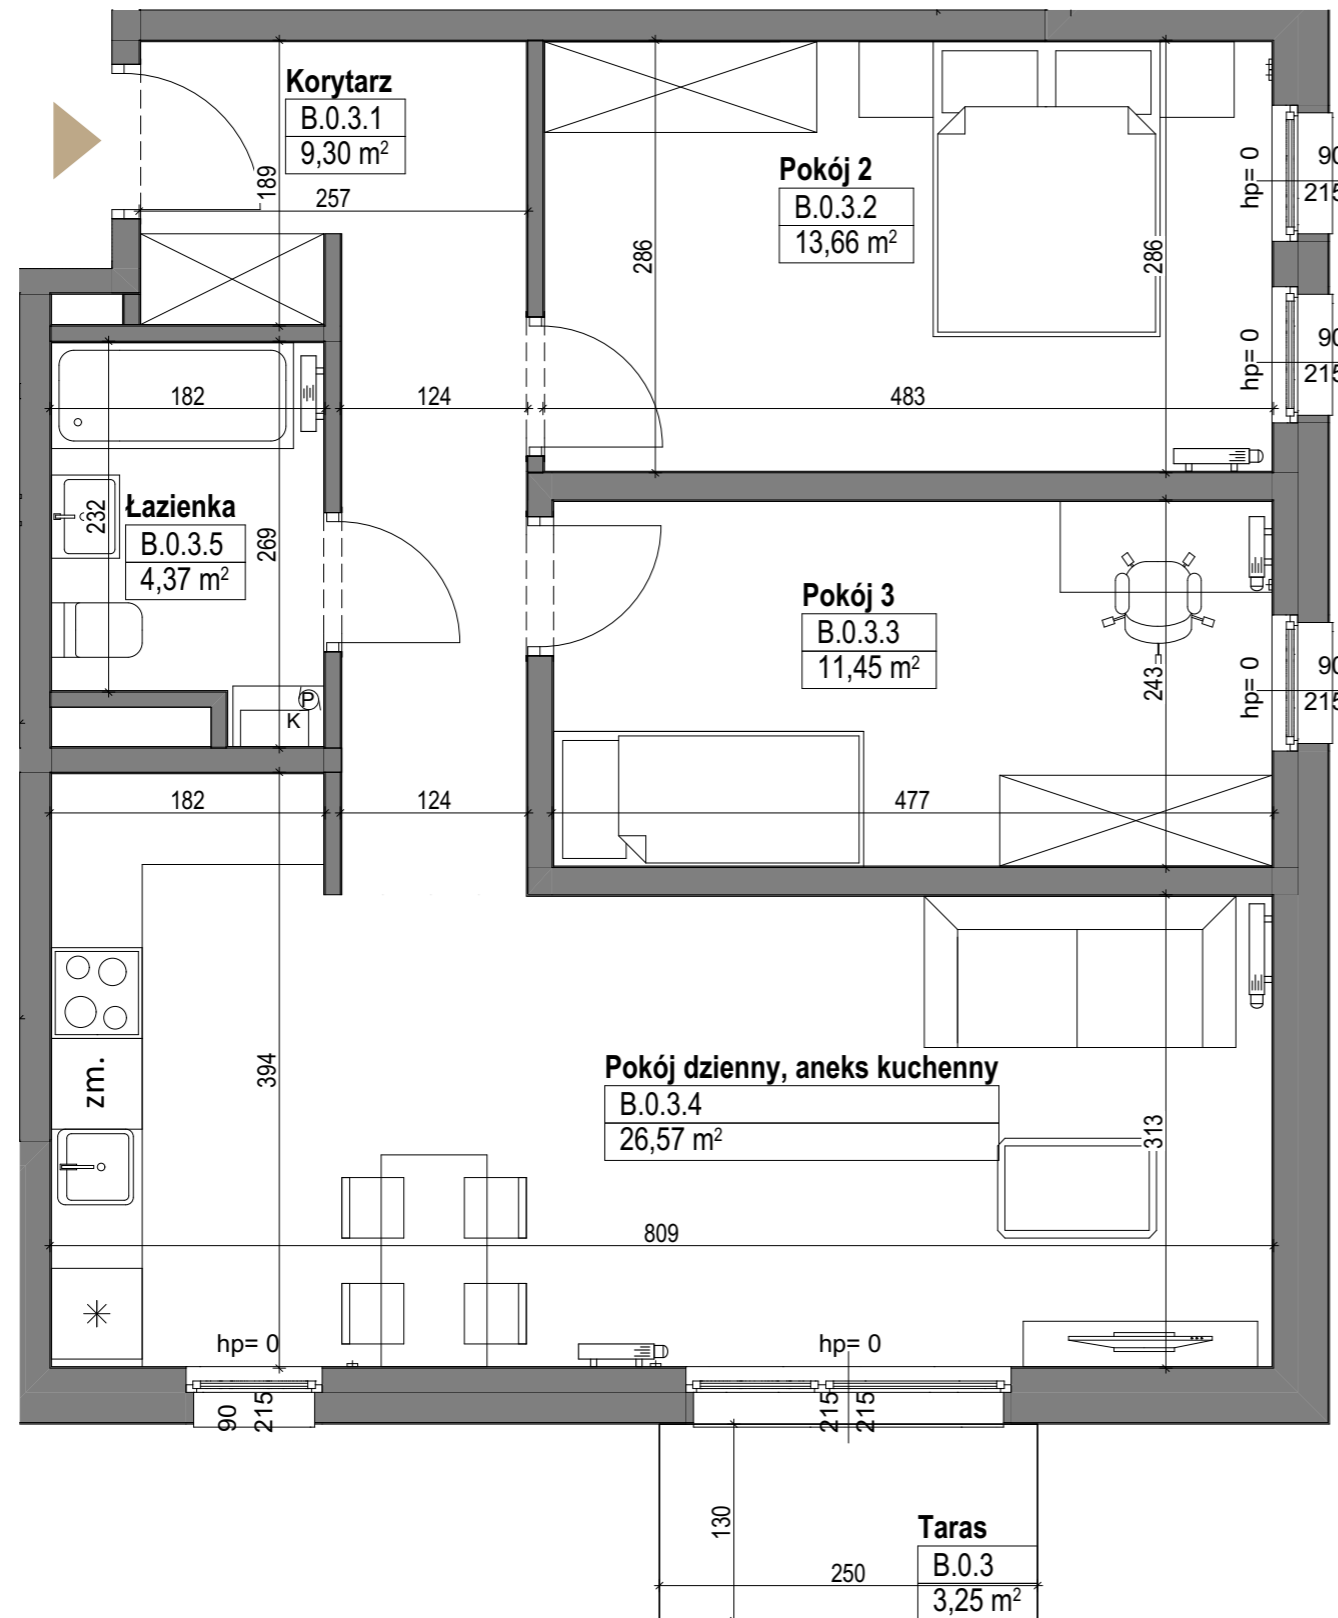 Korytarz
B.0.3.1
9,30 m²
189
257
Pokój 2
B.0.3.2
13,66 m²
286
286
hp= 0
90
215
hp= 0
90
215
182
124
483
232
Łazienka
B.0.3.5
4,37 m²
269
P
K
Pokój 3
B.0.3.3
11,45 m²
243
hp= 0
90
215
182
124
477
zm.
394
Pokój dzienny, aneks kuchenny
B.0.3.4
26,57 m²
313
809
hp= 0
90
215
hp= 0
215
215
130
250
Taras
B.0.3
3,25 m²